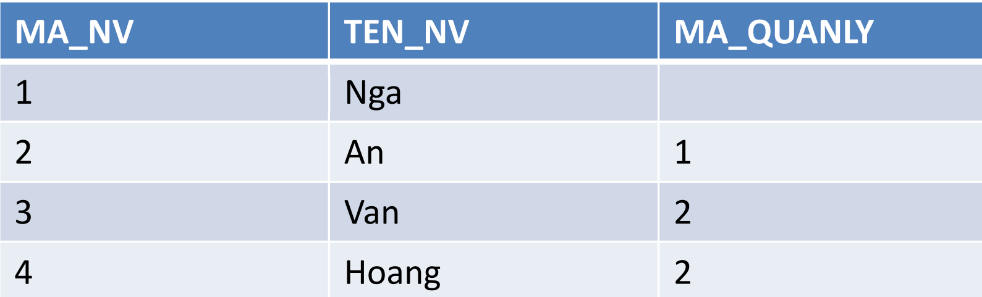 MA_NV TEN_NV MA_QUANLY
1 Nga
2 An 1
3 Van 2
4 Hoang 2